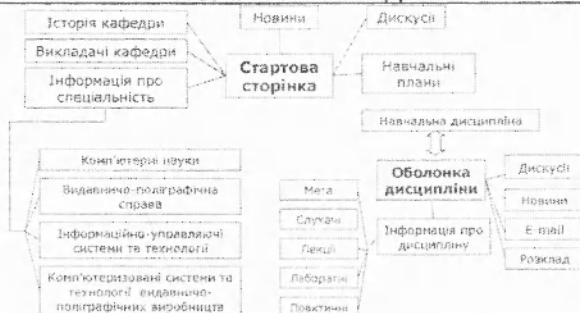 Історія кафедри
Новини
Дискусії
Викладачі кафедри
Стартова
сторінка
Навчальні
плани
Інформація про
спеціальність
Навчальна дисципліна
Комп'ютерні науки
Оболонка
дисципліни
Дискусії
Видавничо-поліграфічна
справа
Мета
Новини
Слухачі
Інформаційно-управляючі
системи та технології
Інформація про
дисципліну
E-mail
Лекції
Розклад
Лабораторні
Комп'ютеризовані системи та
технології видавничо-
поліграфічних виробництв
Практичні